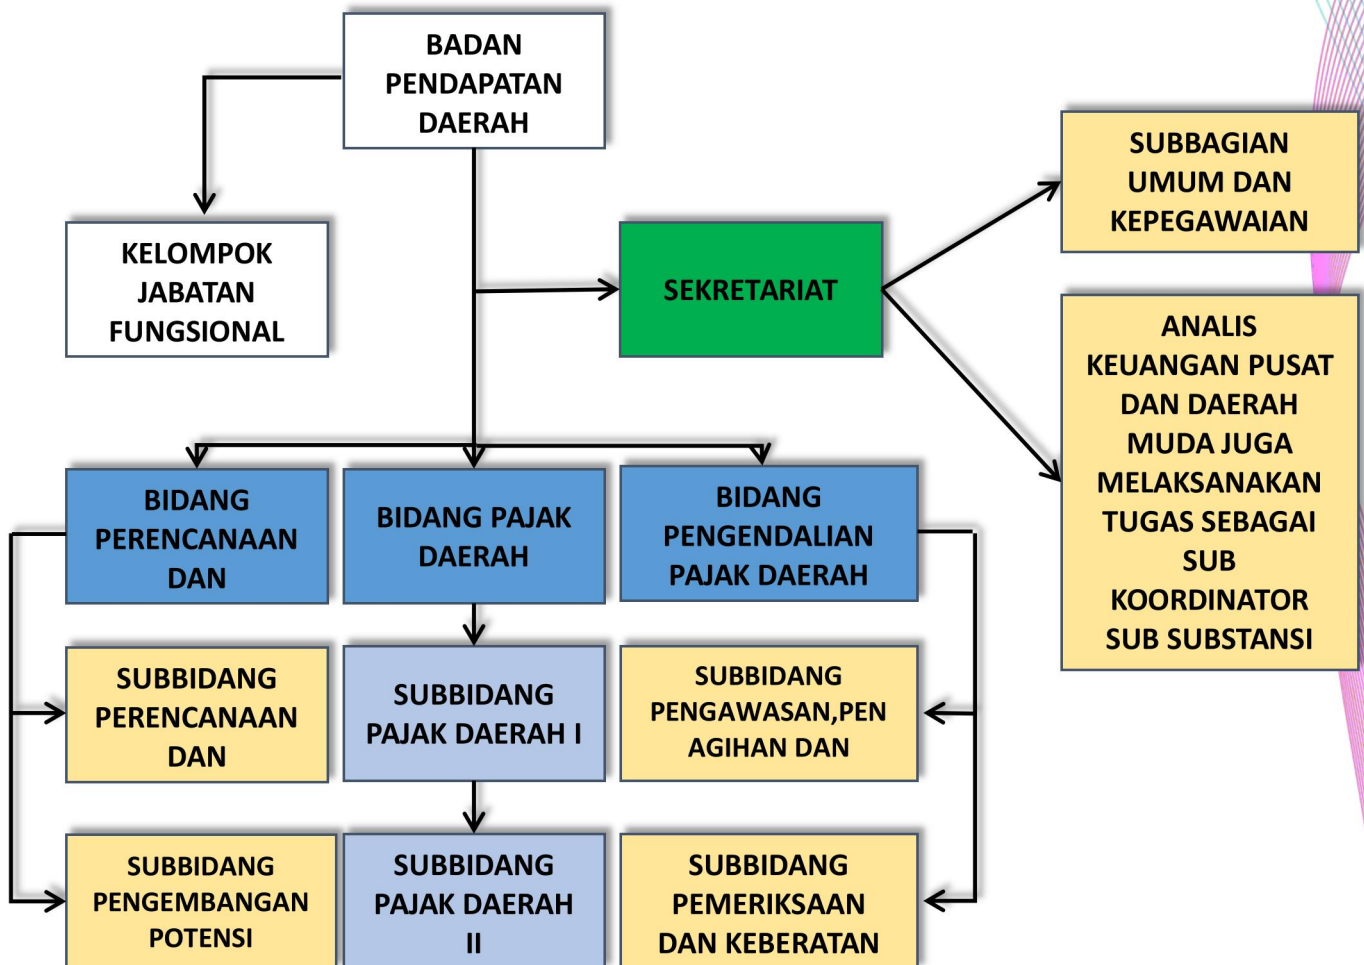 BADAN
PENDAPATAN
DAERAH
KELOMPOK
JABATAN
FUNGSIONAL
SEKRETARIAT
SUBBAGIAN
UMUM DAN
KEPEGAWAIAN
ANALIS
KEUANGAN PUSAT
DAN DAERAH
MUDA JUGA
MELAKSANAKAN
TUGAS SEBAGAI
SUB
KOORDINATOR
SUB SUBSTANSI
BIDANG
PERENCANAAN
DAN
BIDANG PAJAK
DAERAH
BIDANG
PENGENDALIAN
PAJAK DAERAH
SUBBIDANG
PERENCANAAN
DAN
SUBBIDANG
PAJAK DAERAH I
SUBBIDANG
PENGAWASAN,PEN
AGIHAN DAN
SUBBIDANG
PENGEMBANGAN
POTENSI
SUBBIDANG
PAJAK DAERAH
II
SUBBIDANG
PEMERIKSAAN
DAN KEBERATAN